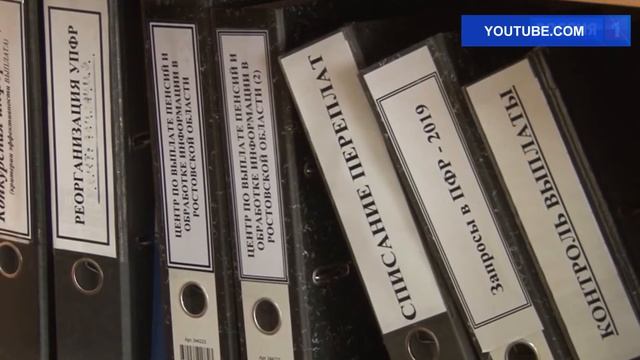 YOUTUBE.COM
РЕОРГАНИЗАЦИЯ УПФР
ЦЕНТР ПО ВЫПЛАТЕ ПЕНСИЙ И
ОБРАБОТКЕ ИНФОРМАЦИИ В
РОСТОВСКОЙ ОБЛАСТИ
ЦЕНТР ПО ВЫПЛАТЕ ПЕНСИЙ И
ОБРАБОТКЕ ИНФОРМАЦИИ В
РОСТОВСКОЙ ОБЛАСТИ (2)
СПИСАНИЕ ПЕРЕПЛАТ
Запросы в ПФР - 2019
КОНТРОЛЬ ВЫПЛАТЫ